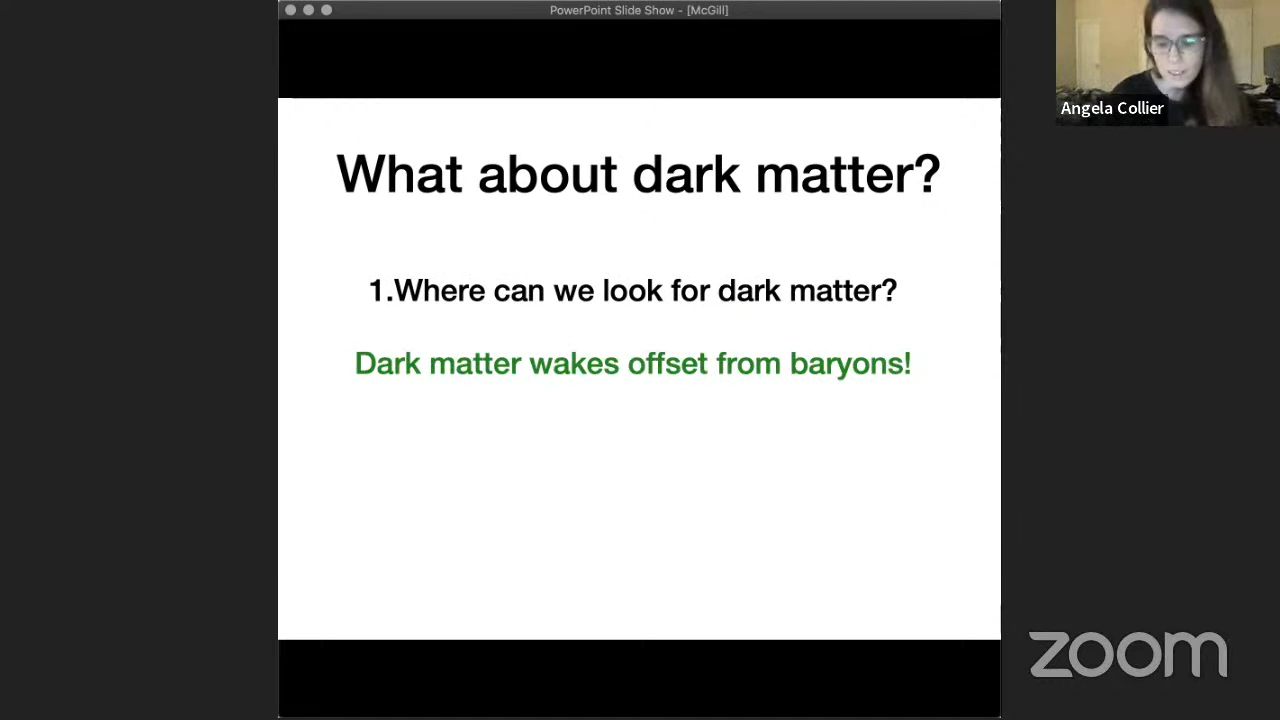 PowerPoint Slide Show - [McGill]
Angela Collier
What about dark matter?
1.Where can we look for dark matter?
Dark matter wakes offset from baryons!
zoom